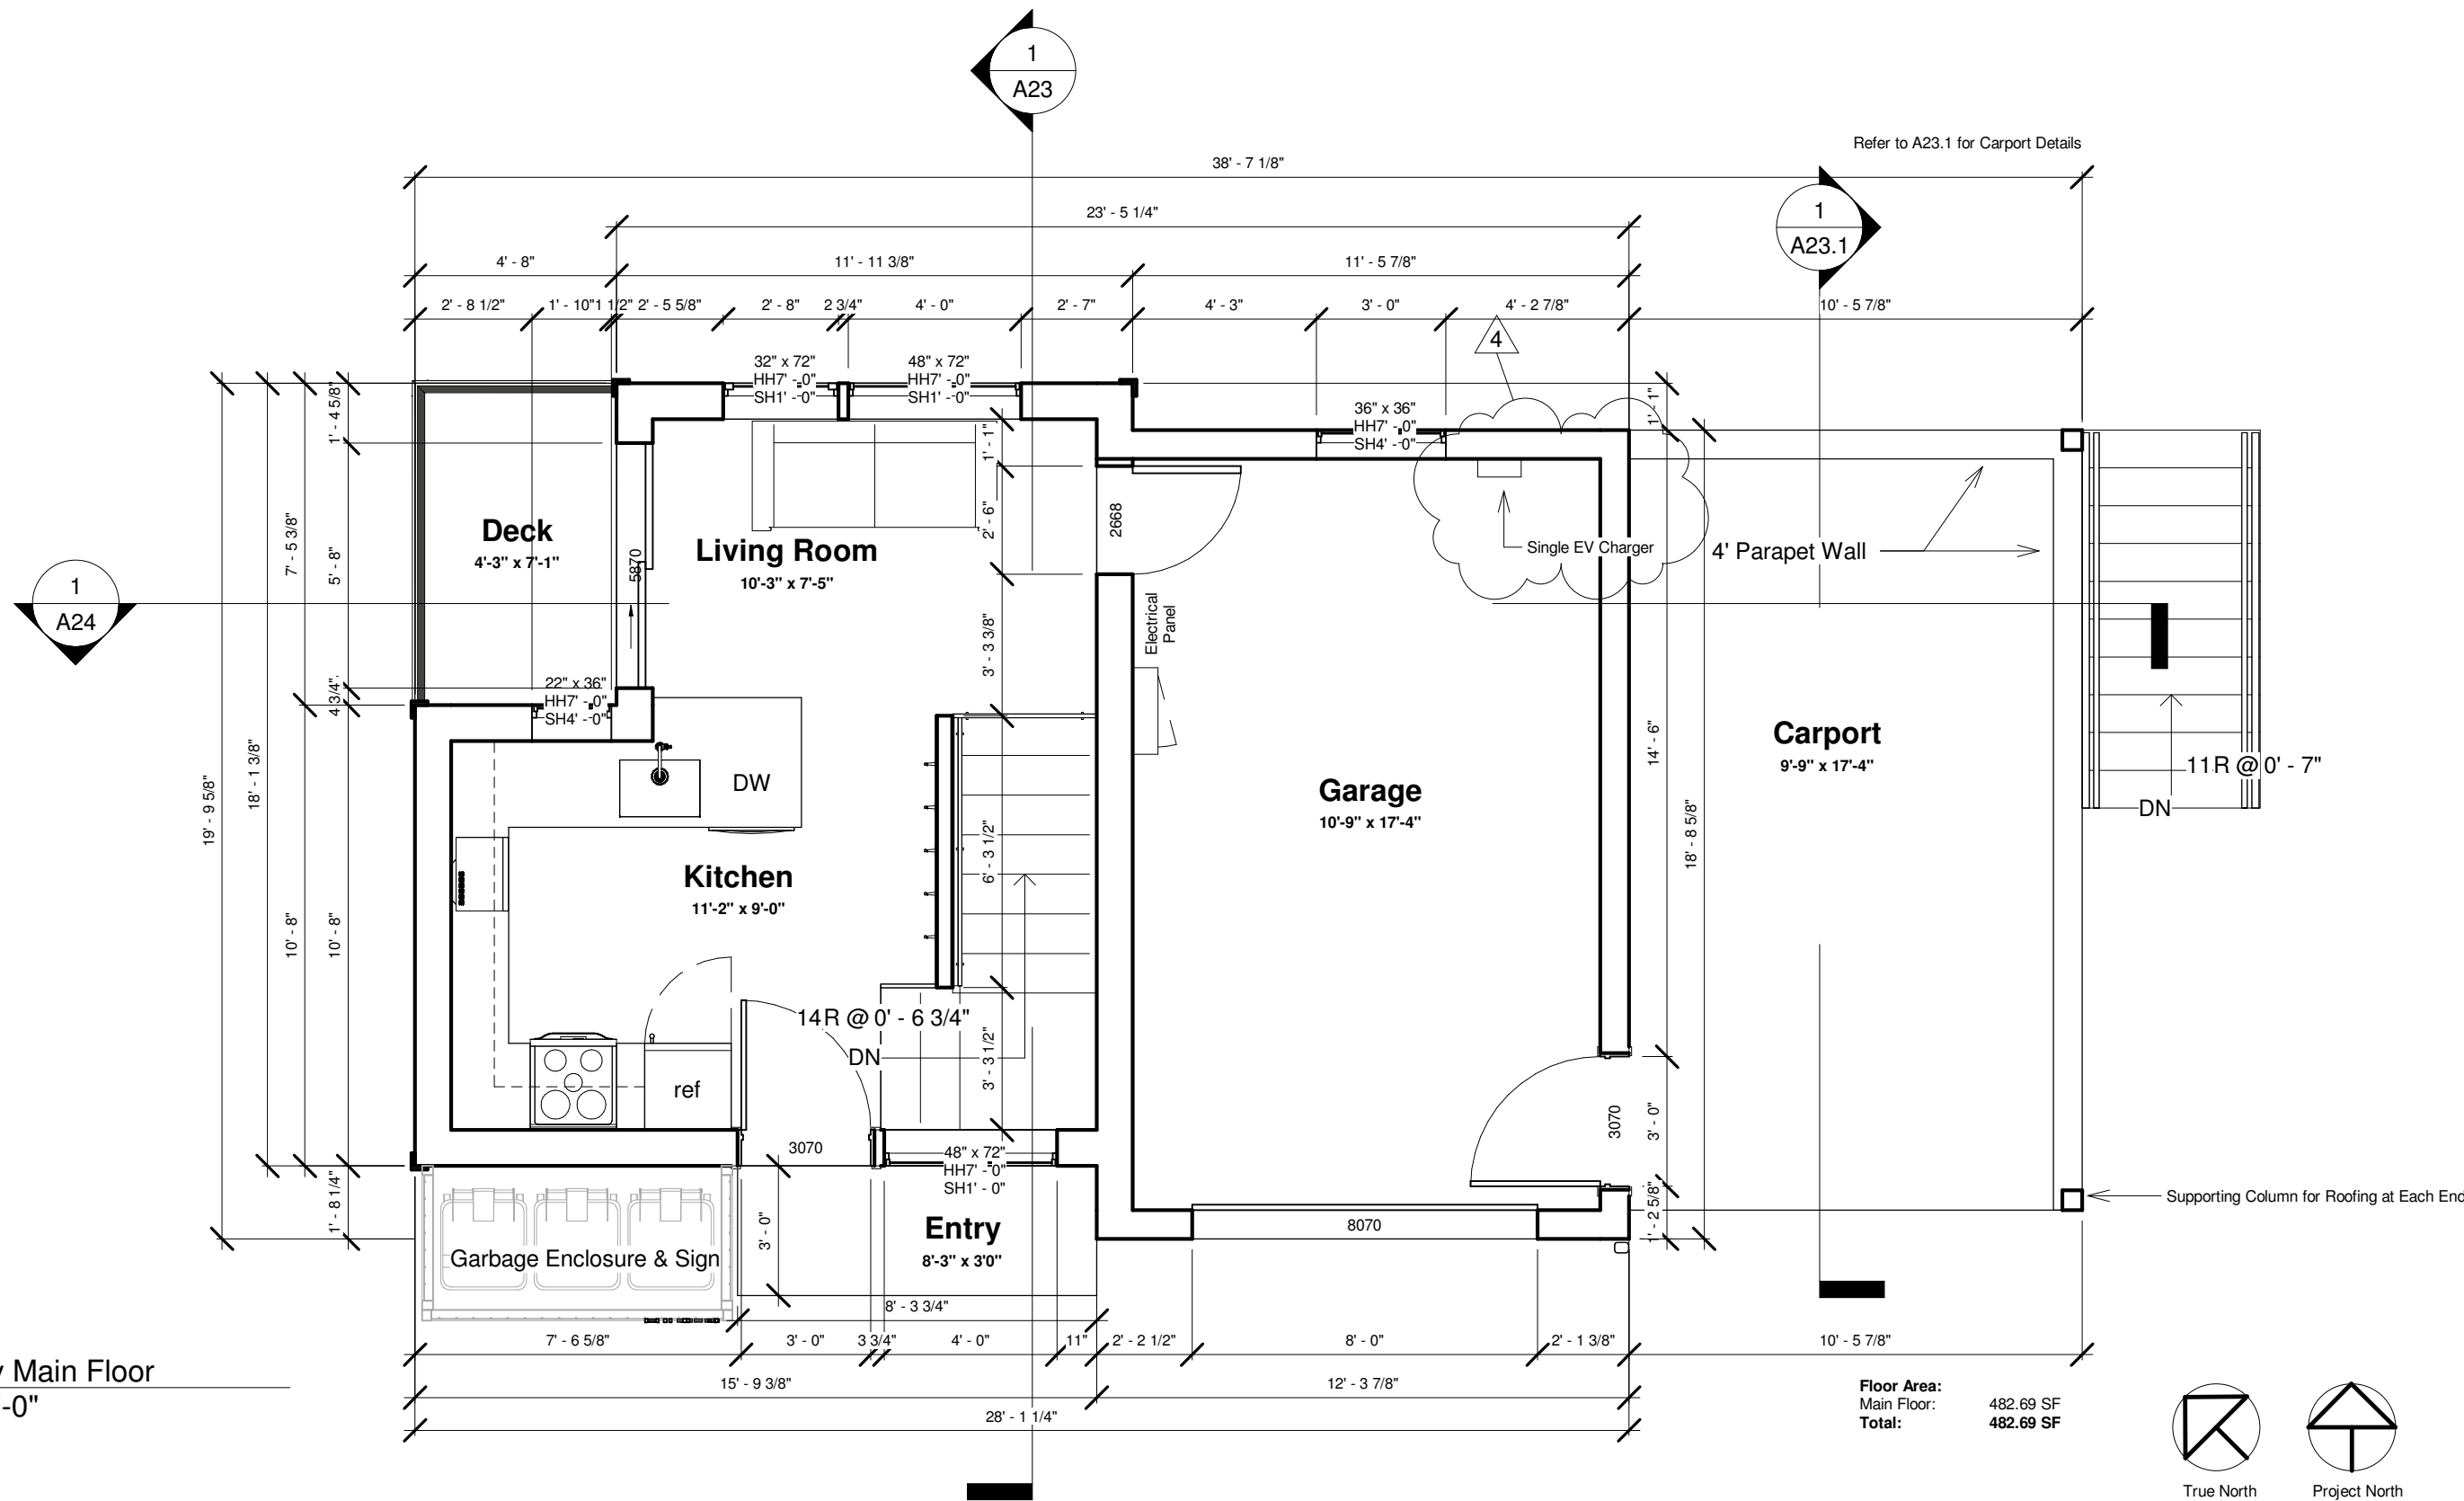 1
A23
Refer to A23.1 for Carport Details
38' - 7 1/8"
23' - 5 1/4"
1
A23.1
4' - 8"
11' - 11 3/8"
11' - 5 7/8"
2' - 8 1/2"
1' - 10"
1 1/2"
2' - 5 5/8"
2' - 8"
2 3/4"
4' - 0"
2' - 7"
4' - 3"
3' - 0"
4' - 2 7/8"
10' - 5 7/8"
4
32" x 72"
HH7' - 0"
SH1' - 0"
48" x 72"
HH7' - 0"
SH1' - 0"
36" x 36"
HH7' - 0"
SH4' - 0"
1' - 4 5/8"
1' - 1"
1' - 1"
Deck
4'-3" x 7'-1"
Living Room
10'-3" x 7'-5"
7' - 5 3/8"
5' - 8"
5870
2' - 6"
2668
Single EV Charger
4' Parapet Wall
1
A24
Electrical
Panel
3' - 3 3/8"
22" x 36"
HH7' - 0"
SH4' - 0"
4 3/4"
19' - 9 5/8"
18' - 1 3/8"
14' - 6"
Carport
9'-9" x 17'-4"
11R @ 0' - 7"
DN
DW
Garage
10'-9" x 17'-4"
18' - 8 5/8"
6' - 3 1/2"
Kitchen
11'-2" x 9'-0"
10' - 8"
10' - 8"
14R @ 0' - 6 3/4"
DN
3' - 3 1/2"
ref
3070
3070
3' - 0"
48" x 72"
HH7' - 0"
SH1' - 0"
1' - 8 1/4"
1' - 2 5/8"
Supporting Column for Roofing at Each End
3' - 0"
Entry
8'-3" x 3'0"
8070
Garbage Enclosure & Sign
8' - 3 3/4"
7' - 6 5/8"
3' - 0"
3 3/4"
4' - 0"
11"
2' - 2 1/2"
8' - 0"
2' - 1 3/8"
10' - 5 7/8"
Main Floor
-0"
15' - 9 3/8"
12' - 3 7/8"
28' - 1 1/4"
Floor Area:
Main Floor: 482.69 SF
Total: 482.69 SF
True North
Project North